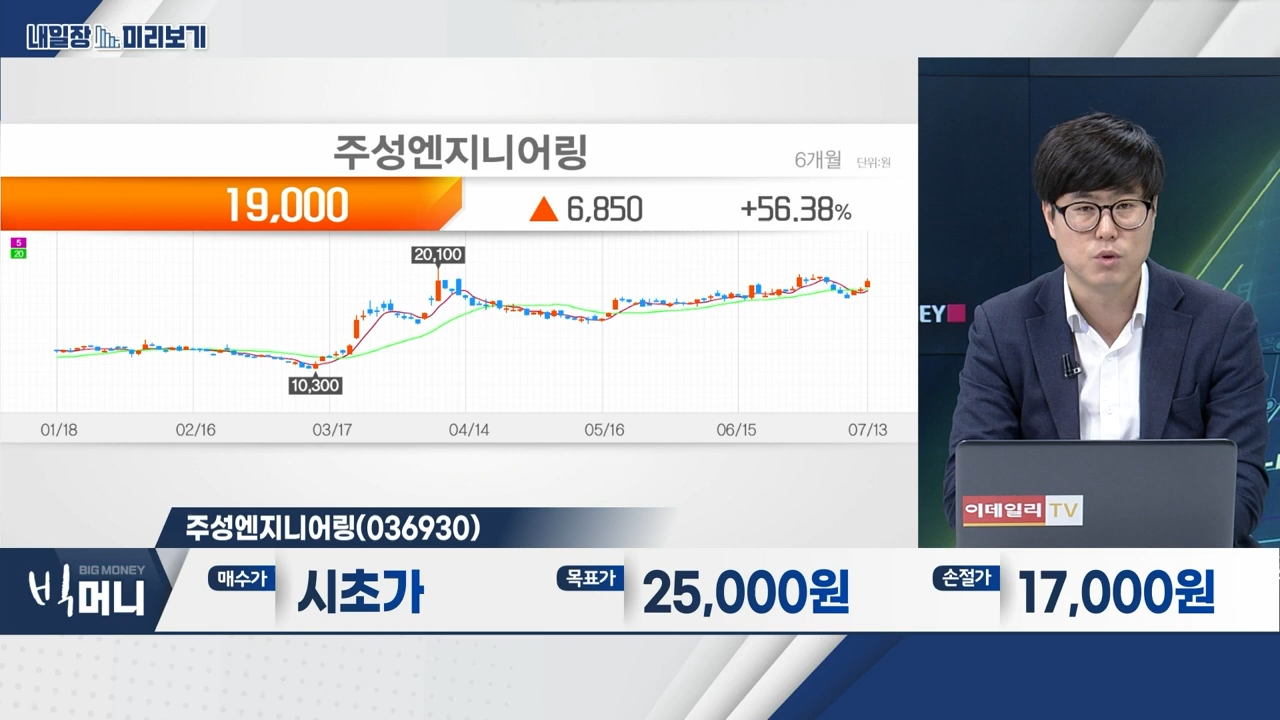 내일장 미리보기
주성엔지니어링
6개월 단위:원
19,000 ▲ 6,850 +56.38%
5
20
20,100
10,300
01/18 02/16 03/17 04/14 05/16 06/15 07/13
EY
이데일리 TV
주성엔지니어링(036930)
BIG MONEY
빅머니
매수가 시초가 목표가 25,000원 손절가 17,000원